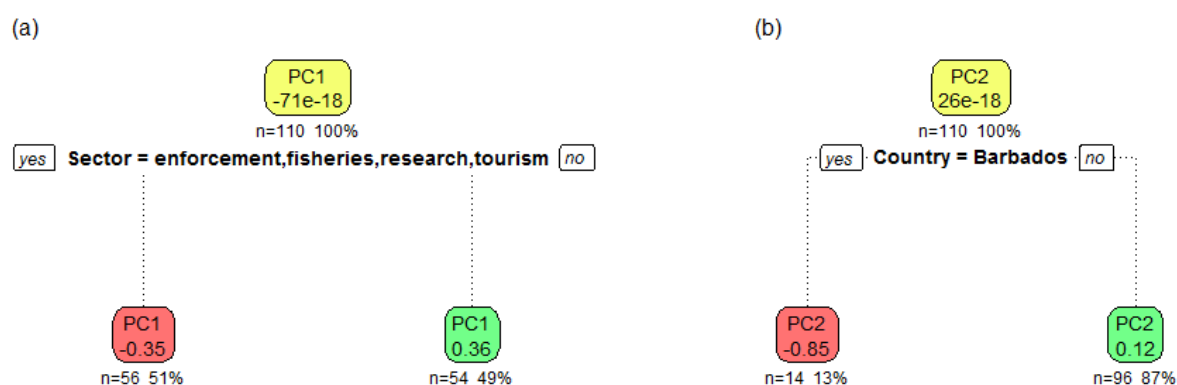 (a)
PC1
-71e-18
n=110 100%
yes Sector = enforcement,fisheries,research,tourism no
PC1
-0.35
n=56 51%
PC1
0.36
n=54 49%
(b)
PC2
26e-18
n=110 100%
yes Country = Barbados no
PC2
-0.85
n=14 13%
PC2
0.12
n=96 87%